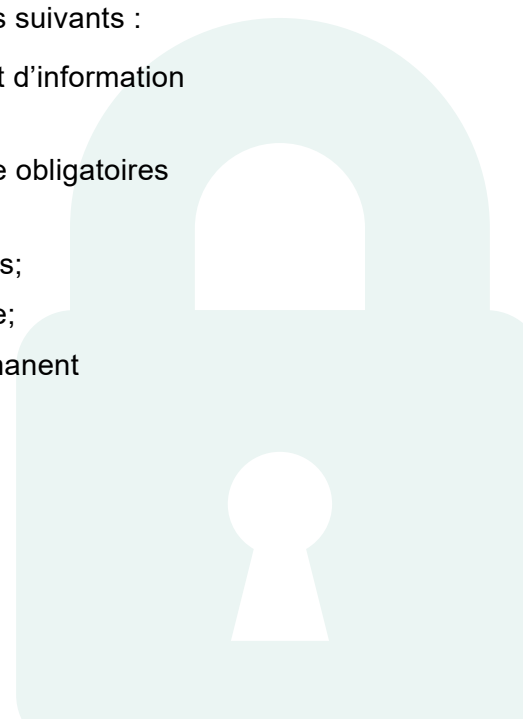 s suivants :
t d’information
e obligatoires
s;
e;
nanent